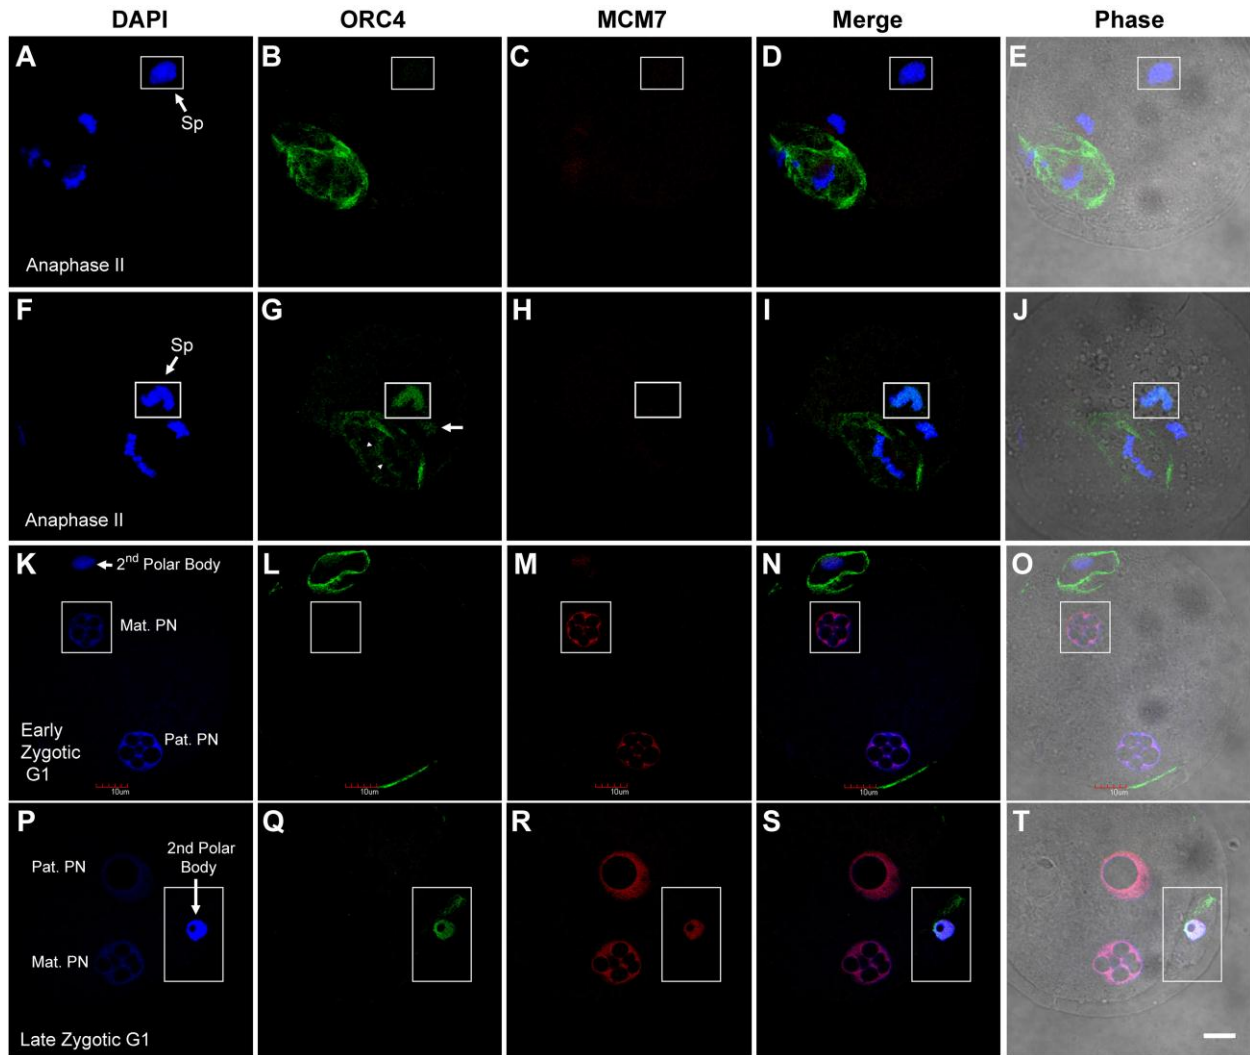 DAPI ORC4 MCM7 Merge Phase
A B C D E
Sp
Anaphase II
F G H I J
Sp
Anaphase II
K L M N O
2nd Polar Body
Mat. PN
Early
Zygotic
G1
Pat. PN
10um 10um 10um 10um 10um
P Q R S T
2nd Polar
Body
Pat. PN
Mat. PN
Late Zygotic G1